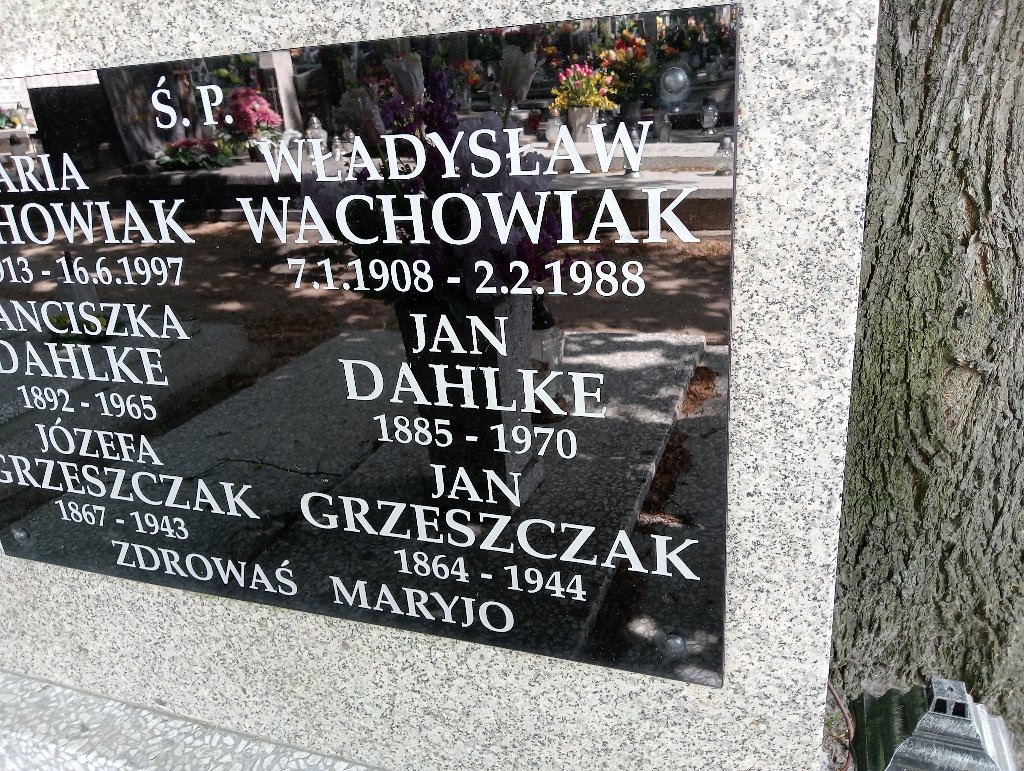 Ś. P.
ARIA WŁADYSŁAW
HOWIAK WACHOWIAK
013 - 16.6.1997 7.1.1908 - 2.2.1988
ANCISZKA JAN
DAHLKE DAHLKE
1892 - 1965 1885 - 1970
JÓZEFA JAN
GRZESZCZAK GRZESZCZAK
1867 - 1943 1864 - 1944
ZDROWAŚ MARYJO